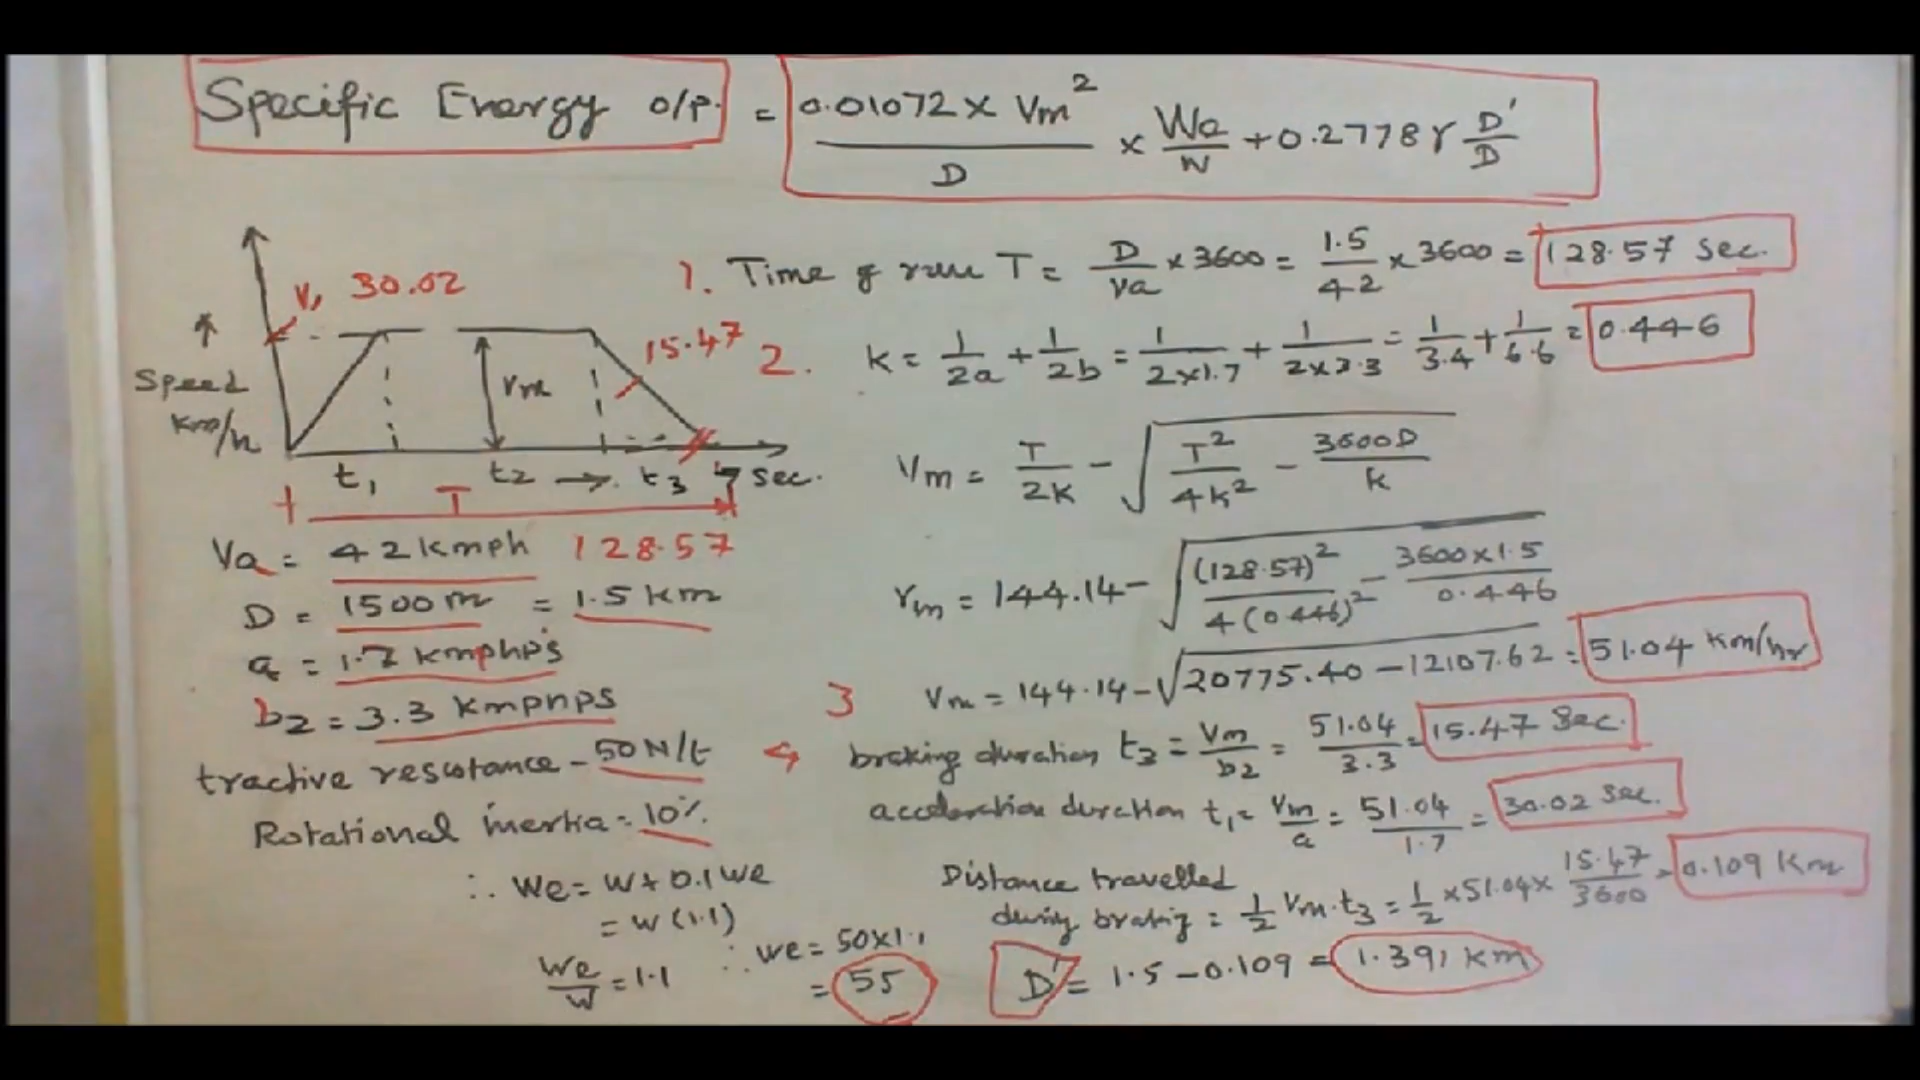 Specific Energy o/p. = 0.01072 x Vm² / D x We / W + 0.2778 r D' / D
V, 30.02
15.47
Speed
Km/h
Vm
t₁ t₂ → t₃ sec.
T
1. Time of run T = D / Va x 3600 = 1.5 / 42 x 3600 = 128.57 Sec.
2. K = 1 / 2a + 1 / 2b = 1 / 2x1.7 + 1 / 2x3.3 = 1 / 3.4 + 1 / 6.6 = 0.446
Vm = T / 2K - √(T² / 4K² - 3600D / K)
Vm = 144.14 - √((128.57)² / 4(0.446)² - 3600x1.5 / 0.446)
3 Vm = 144.14 - √(20775.40 - 12107.62) = 51.04 Km/hr
4 braking duration t₃ = Vm / b2 = 51.04 / 3.3 = 15.47 Sec.
acceleration duration t₁ = Vm / a = 51.04 / 1.7 = 30.02 Sec.
Distance travelled
during braking = 1/2 Vm.t₃ = 1/2 x 51.04 x 15.47 / 3600 = 0.109 Km
D' = 1.5 - 0.109 = 1.391 Km
Va = 42 Kmph 128.57
D = 1500 m = 1.5 Km
a = 1.7 Kmphps
b2 = 3.3 Kmphps
tractive resistance - 50 N/t
Rotational inertia - 10%.
∴ We = W + 0.1 We
= W (1.1)
We / W = 1.1 ∴ We = 50x1.1
= 55